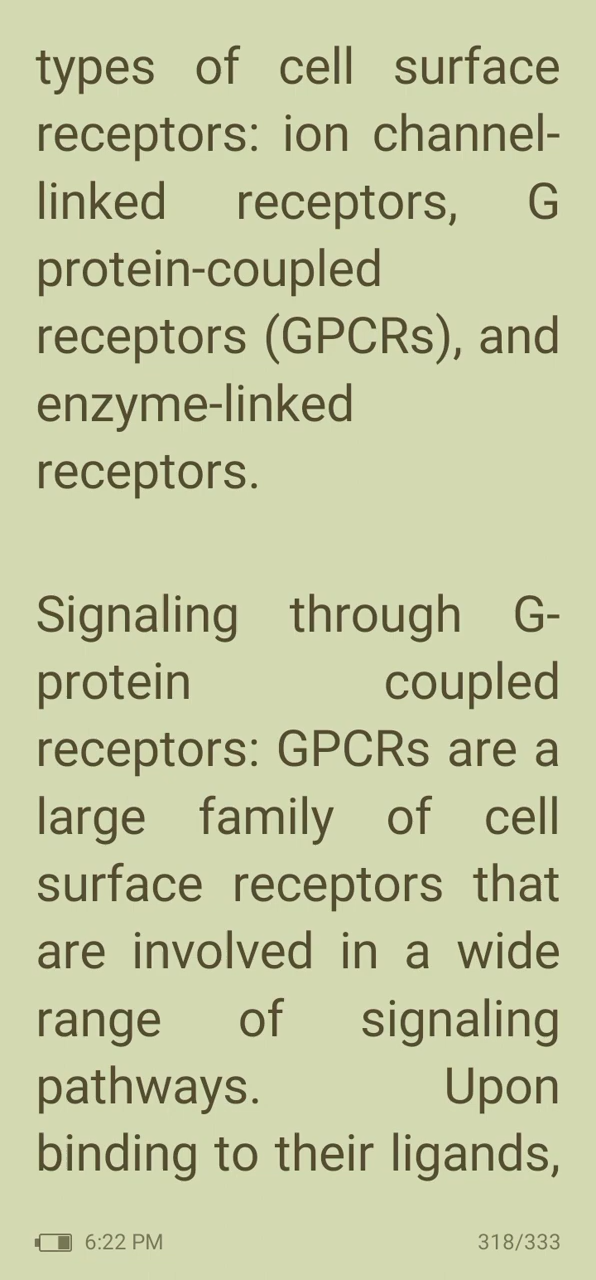 types of cell surface
receptors: ion channel-
linked receptors, G
protein-coupled
receptors (GPCRs), and
enzyme-linked
receptors.
Signaling through G-
protein coupled
receptors: GPCRs are a
large family of cell
surface receptors that
are involved in a wide
range of signaling
pathways. Upon
binding to their ligands,
6:22 PM 318/333